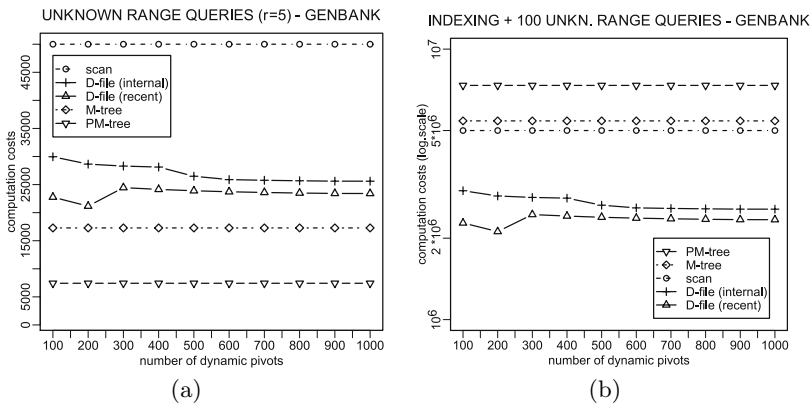 UNKNOWN RANGE QUERIES (r=5) - GENBANK
computation costs
45000
35000
25000
15000
5000
0
scan
D-file (internal)
D-file (recent)
M-tree
PM-tree
100 200 300 400 500 600 700 800 900 1000
number of dynamic pivots
(a)
INDEXING + 100 UNKN. RANGE QUERIES - GENBANK
computation costs (log.scale)
10^7
5*10^6
2*10^6
10^6
PM-tree
M-tree
scan
D-file (internal)
D-file (recent)
100 200 300 400 500 600 700 800 900 1000
number of dynamic pivots
(b)